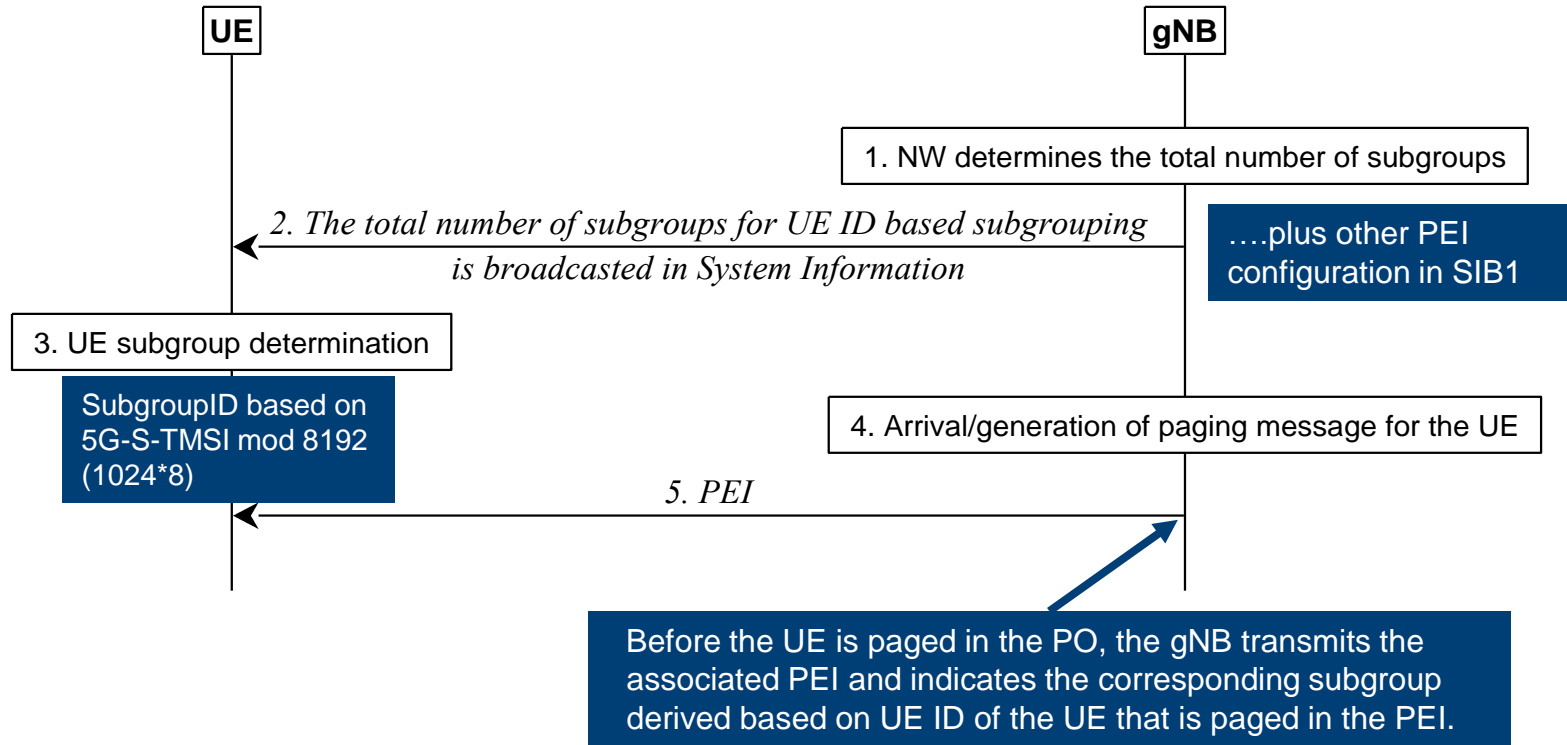 UE
gNB
1. NW determines the total number of subgroups
2. The total number of subgroups for UE ID based subgrouping
is broadcasted in System Information
….plus other PEI
configuration in SIB1
3. UE subgroup determination
SubgroupID based on
5G-S-TMSI mod 8192
(1024*8)
4. Arrival/generation of paging message for the UE
5. PEI
Before the UE is paged in the PO, the gNB transmits the
associated PEI and indicates the corresponding subgroup
derived based on UE ID of the UE that is paged in the PEI.